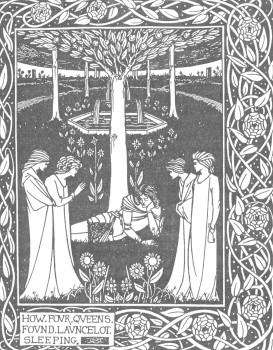 HOW. FOVR. QVEENS.
FOVND. LAVNCELOT.
SLEEPING.